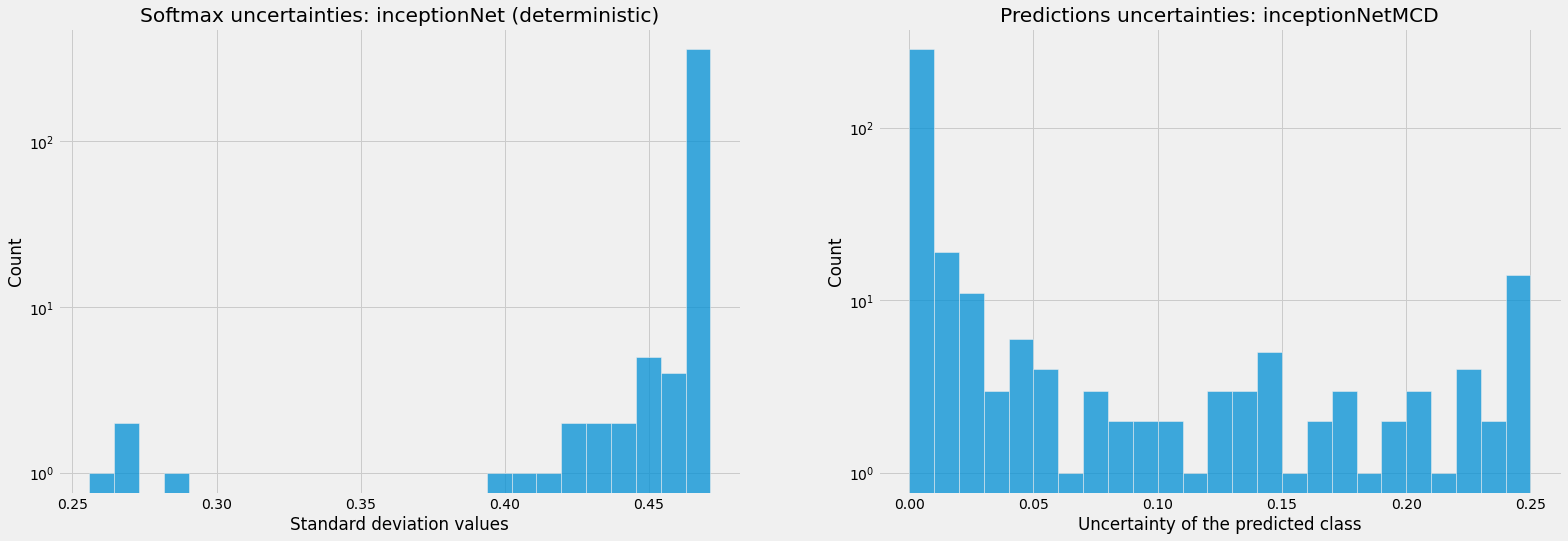 Softmax uncertainties: inceptionNet (deterministic)
Count
10²
10¹
10⁰
0.25 0.30 0.35 0.40 0.45
Standard deviation values
Predictions uncertainties: inceptionNetMCD
Count
10²
10¹
10⁰
0.00 0.05 0.10 0.15 0.20 0.25
Uncertainty of the predicted class